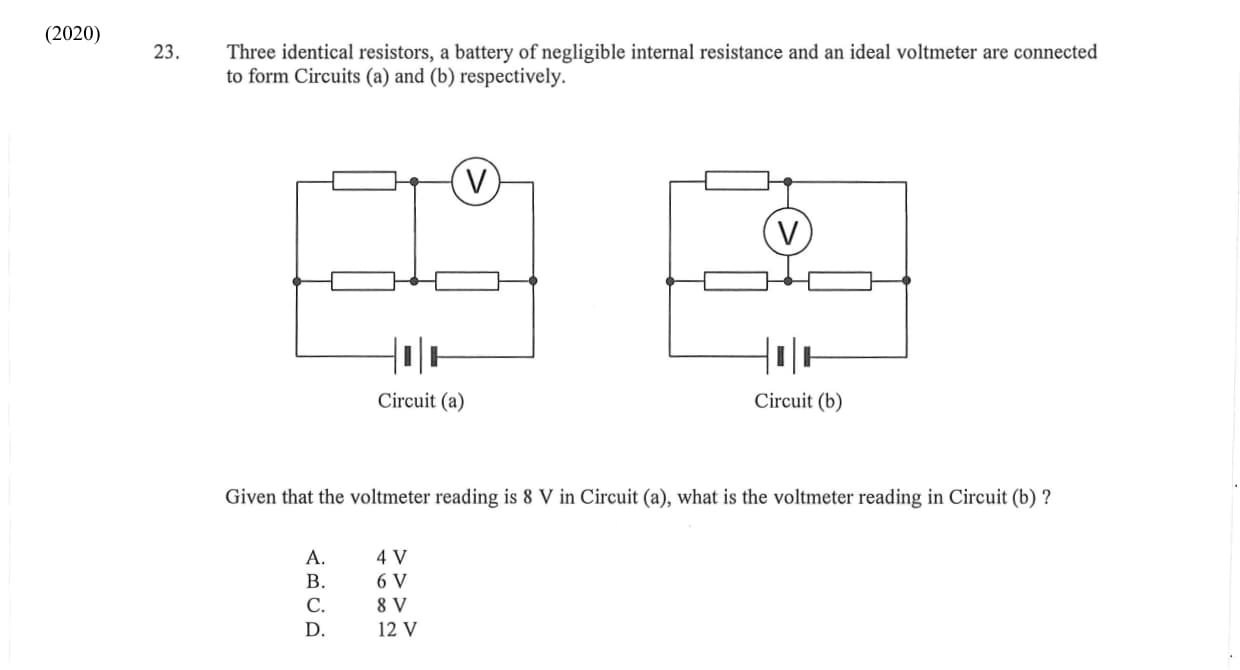 (2020)
23. Three identical resistors, a battery of negligible internal resistance and an ideal voltmeter are connected
to form Circuits (a) and (b) respectively.
V
V
Circuit (a) Circuit (b)
Given that the voltmeter reading is 8 V in Circuit (a), what is the voltmeter reading in Circuit (b) ?
A. 4 V
B. 6 V
C. 8 V
D. 12 V